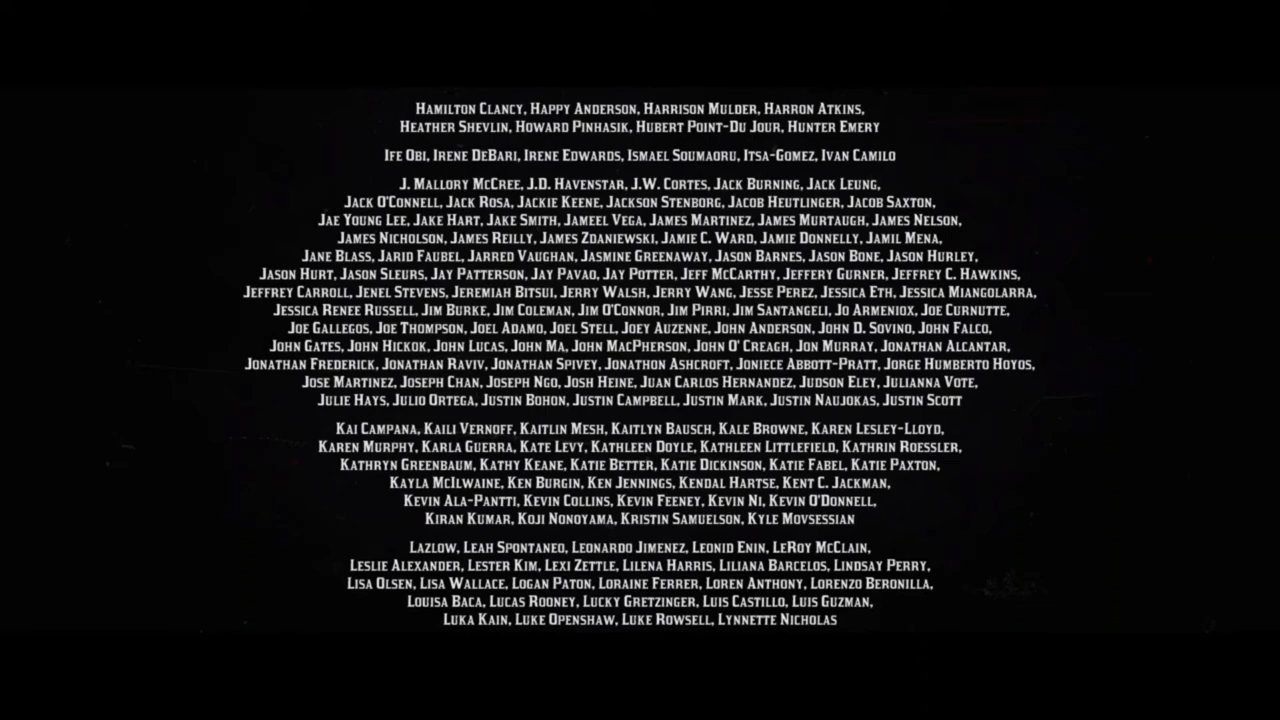 Hamilton Clancy, Happy Anderson, Harrison Mulder, Harron Atkins,
Heather Shevlin, Howard Pinhasik, Hubert Point-Du Jour, Hunter Emery
Ife Obi, Irene DeBari, Irene Edwards, Ismael Soumaoru, Itsa-Gomez, Ivan Camilo
J. Mallory McCree, J.D. Havenstar, J.W. Cortes, Jack Burning, Jack Leung,
Jack O'Connell, Jack Rosa, Jackie Keene, Jackson Stenborg, Jacob Heutlinger, Jacob Saxton,
Jae Young Lee, Jake Hart, Jake Smith, Jameel Vega, James Martinez, James Murtaugh, James Nelson,
James Nicholson, James Reilly, James Zdaniewski, Jamie C. Ward, Jamie Donnelly, Jamil Mena,
Jane Blass, Jarid Faubel, Jarred Vaughan, Jasmine Greenaway, Jason Barnes, Jason Bone, Jason Hurley,
Jason Hurt, Jason Sleurs, Jay Patterson, Jay Pavao, Jay Potter, Jeff McCarthy, Jeffery Gurner, Jeffrey C. Hawkins,
Jeffrey Carroll, Jenel Stevens, Jeremiah Bitsui, Jerry Walsh, Jerry Wang, Jesse Perez, Jessica Eth, Jessica Miangolarra,
Jessica Renee Russell, Jim Burke, Jim Coleman, Jim O'Connor, Jim Pirri, Jim Santangeli, Jo Armeniox, Joe Curnutte,
Joe Gallegos, Joe Thompson, Joel Adamo, Joel Stell, Joey Auzenne, John Anderson, John D. Sovino, John Falco,
John Gates, John Hickok, John Lucas, John Ma, John MacPherson, John O' Creagh, Jon Murray, Jonathan Alcantar,
Jonathan Frederick, Jonathan Raviv, Jonathan Spivey, Jonathon Ashcroft, Joniece Abbott-Pratt, Jorge Humberto Hoyos,
Jose Martinez, Joseph Chan, Joseph Ngo, Josh Heine, Juan Carlos Hernandez, Judson Eley, Julianna Vote,
Julie Hays, Julio Ortega, Justin Bohon, Justin Campbell, Justin Mark, Justin Naujokas, Justin Scott
Kai Campana, Kaili Vernoff, Kaitlin Mesh, Kaitlyn Bausch, Kale Browne, Karen Lesley-Lloyd,
Karen Murphy, Karla Guerra, Kate Levy, Kathleen Doyle, Kathleen Littlefield, Kathrin Roessler,
Kathryn Greenbaum, Kathy Keane, Katie Better, Katie Dickinson, Katie Fabel, Katie Paxton,
Kayla McIlwaine, Ken Burgin, Ken Jennings, Kendal Hartse, Kent C. Jackman,
Kevin Ala-Pantti, Kevin Collins, Kevin Feeney, Kevin Ni, Kevin O'Donnell,
Kiran Kumar, Koji Nonoyama, Kristin Samuelson, Kyle Movsessian
Lazlow, Leah Spontaneo, Leonardo Jimenez, Leonid Enin, LeRoy McClain,
Leslie Alexander, Lester Kim, Lexi Zettle, Lilena Harris, Liliana Barcelos, Lindsay Perry,
Lisa Olsen, Lisa Wallace, Logan Paton, Loraine Ferrer, Loren Anthony, Lorenzo Beronilla,
Louisa Baca, Lucas Rooney, Lucky Gretzinger, Luis Castillo, Luis Guzman,
Luka Kain, Luke Openshaw, Luke Rowsell, Lynnette Nicholas